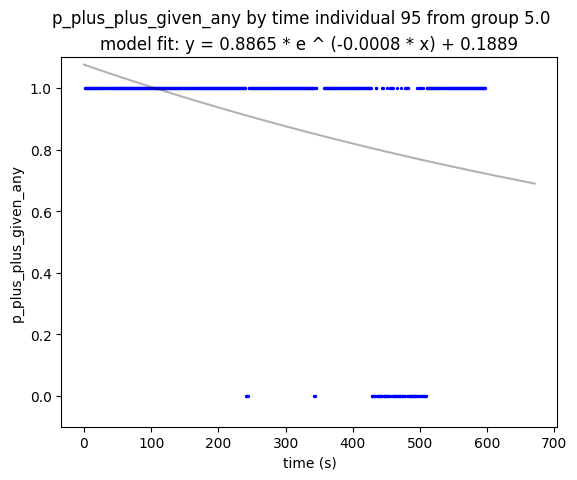 p_plus_plus_given_any by time individual 95 from group 5.0
model fit: y = 0.8865 * e ^ (-0.0008 * x) + 0.1889
1.0
0.8
0.6
0.4
0.2
0.0
p_plus_plus_given_any
0 100 200 300 400 500 600 700
time (s)